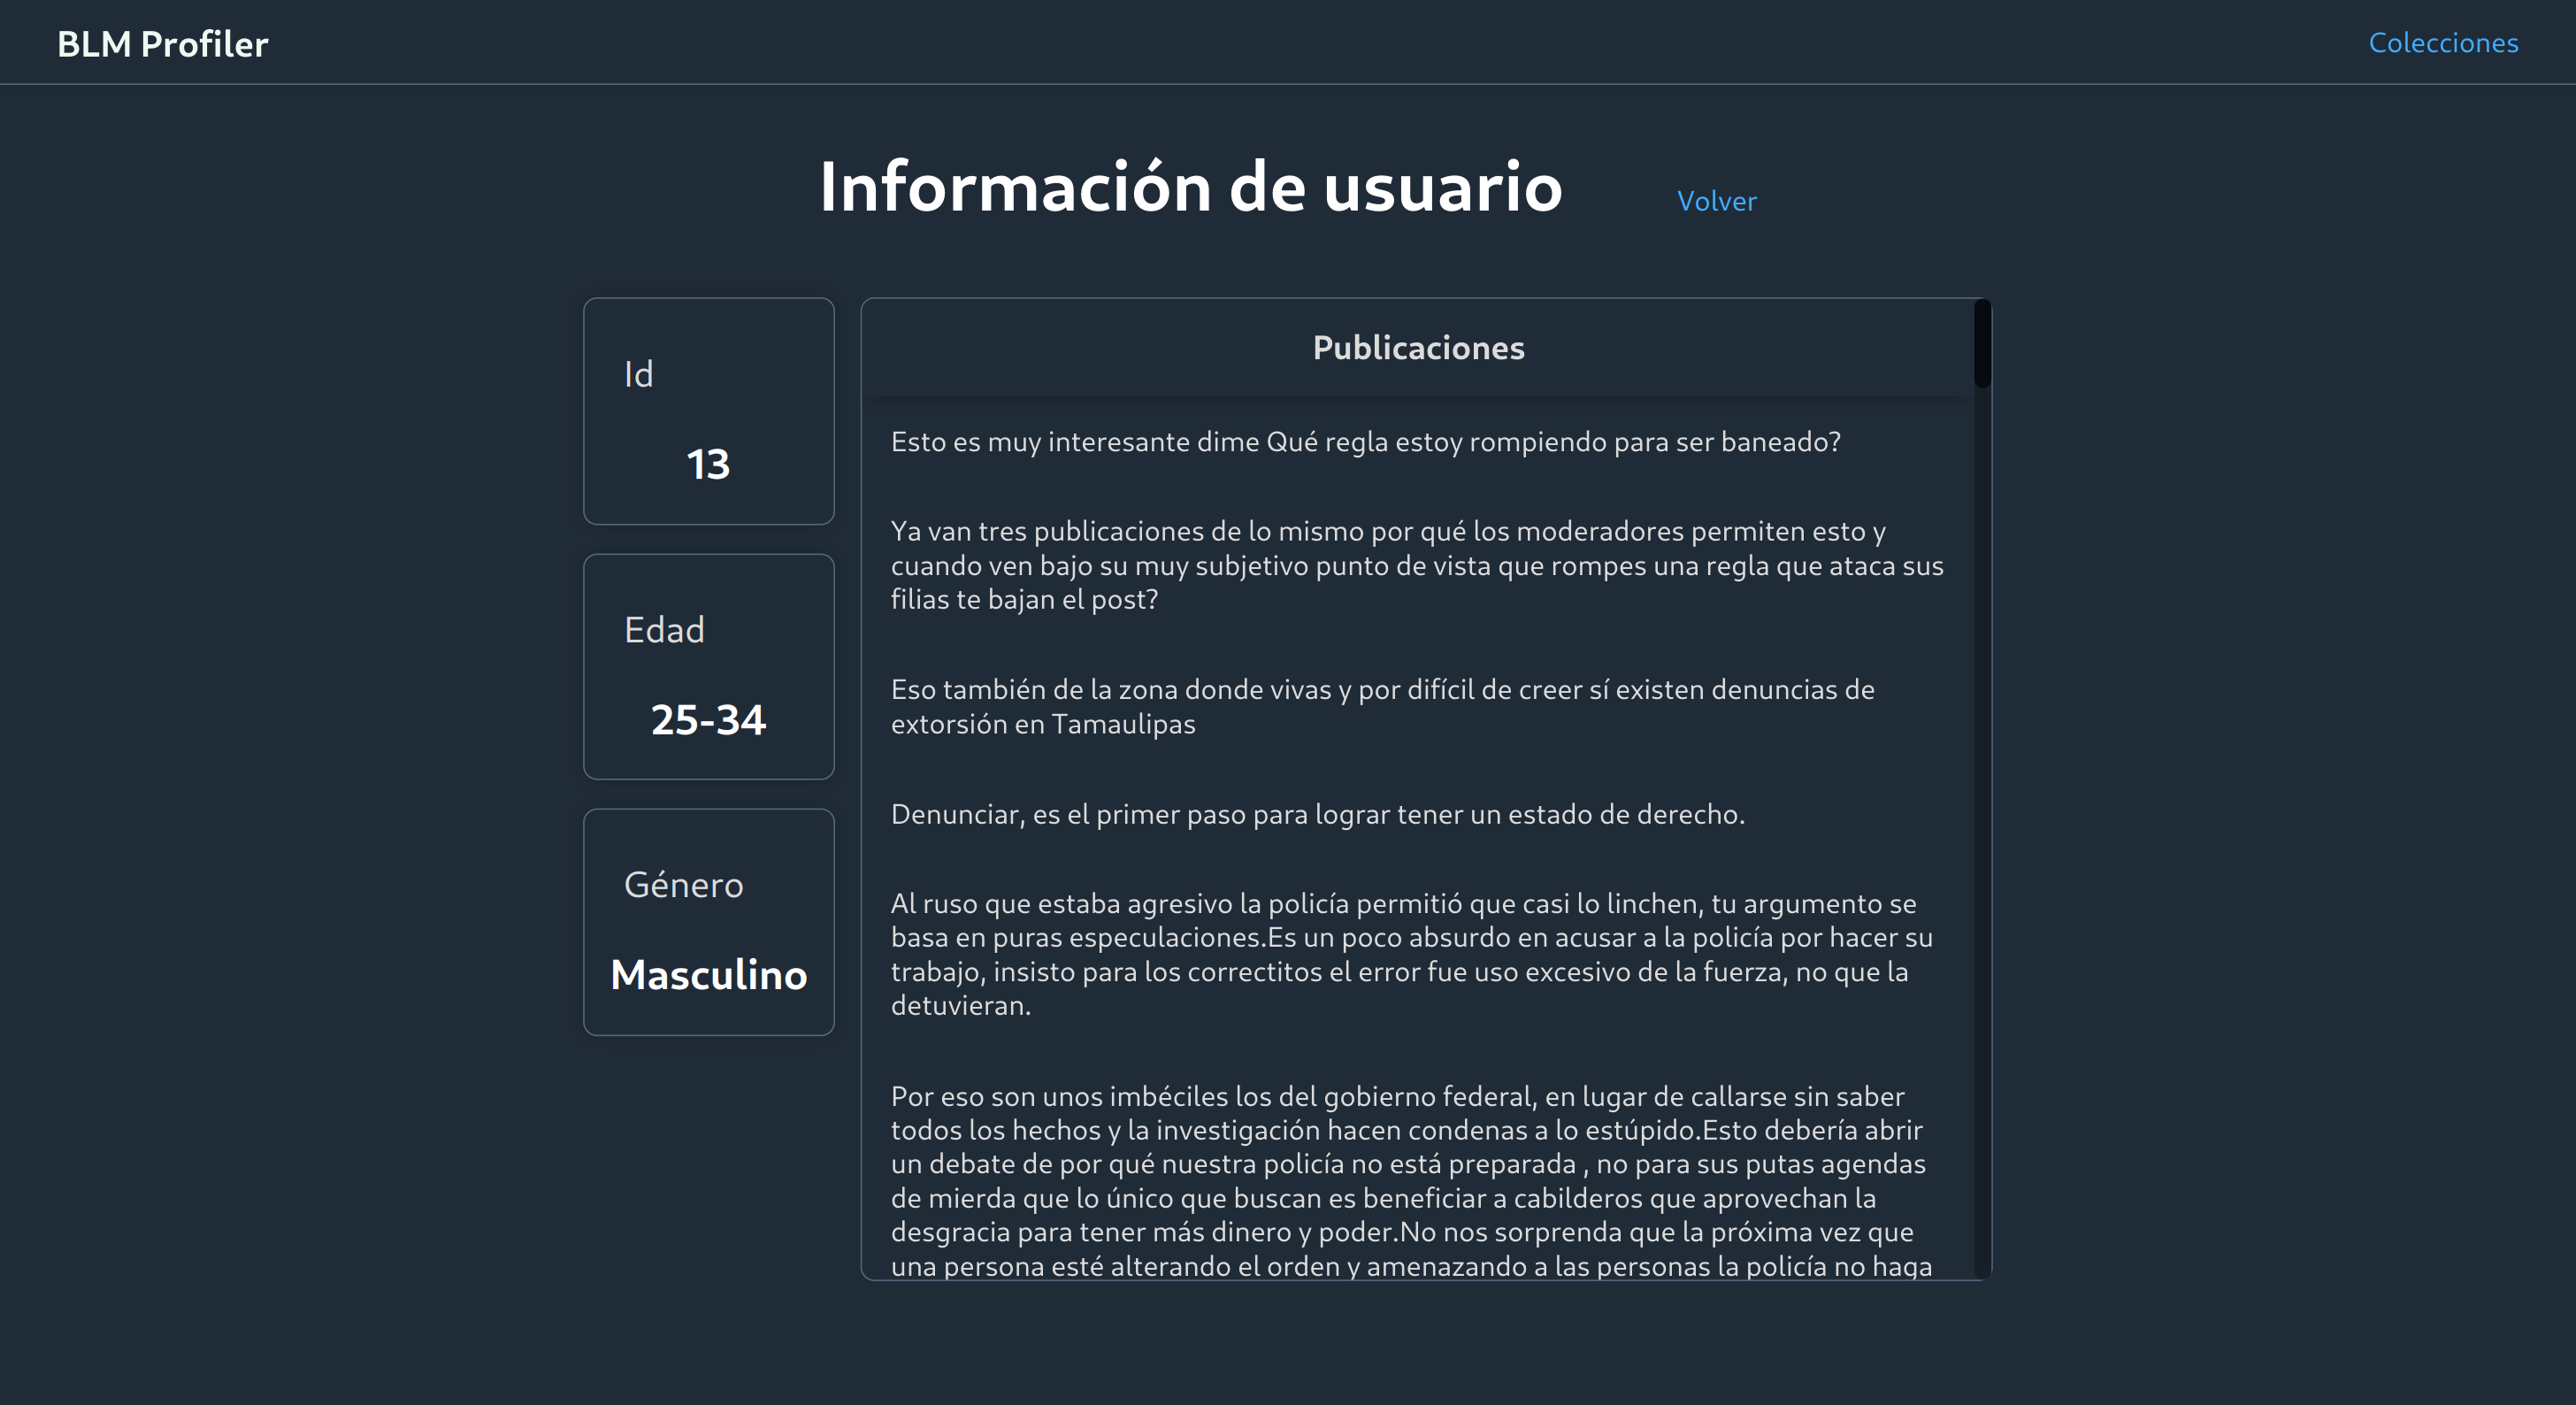 BLM Profiler
Colecciones
Información de usuario
Volver
Id
13
Edad
25-34
Género
Masculino
Publicaciones
Esto es muy interesante dime Qué regla estoy rompiendo para ser baneado?
Ya van tres publicaciones de lo mismo por qué los moderadores permiten esto y
cuando ven bajo su muy subjetivo punto de vista que rompes una regla que ataca sus
filias te bajan el post?
Eso también de la zona donde vivas y por difícil de creer sí existen denuncias de
extorsión en Tamaulipas
Denunciar, es el primer paso para lograr tener un estado de derecho.
Al ruso que estaba agresivo la policía permitió que casi lo linchen, tu argumento se
basa en puras especulaciones.Es un poco absurdo en acusar a la policía por hacer su
trabajo, insisto para los correctitos el error fue uso excesivo de la fuerza, no que la
detuvieran.
Por eso son unos imbéciles los del gobierno federal, en lugar de callarse sin saber
todos los hechos y la investigación hacen condenas a lo estúpido.Esto debería abrir
un debate de por qué nuestra policía no está preparada , no para sus putas agendas
de mierda que lo único que buscan es beneficiar a cabilderos que aprovechan la
desgracia para tener más dinero y poder.No nos sorprenda que la próxima vez que
una persona esté alterando el orden y amenazando a las personas la policía no haga